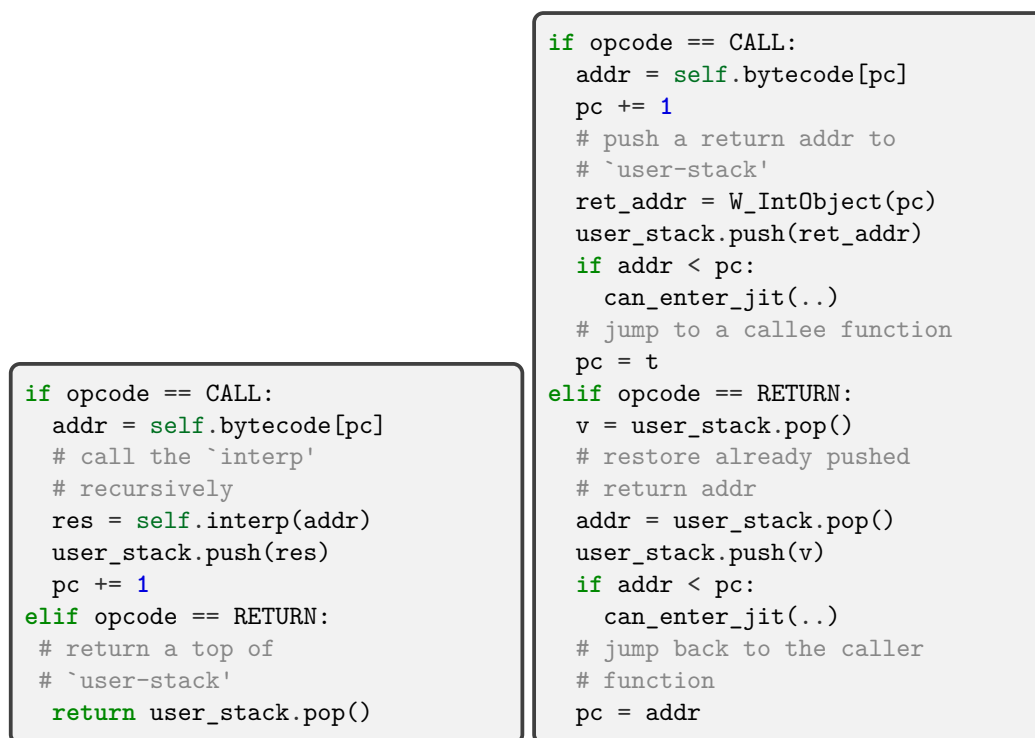 if opcode == CALL:
  addr = self.bytecode[pc]
  # call the `interp'
  # recursively
  res = self.interp(addr)
  user_stack.push(res)
  pc += 1
elif opcode == RETURN:
 # return a top of
 # `user-stack'
  return user_stack.pop()
if opcode == CALL:
  addr = self.bytecode[pc]
  pc += 1
  # push a return addr to
  # `user-stack'
  ret_addr = W_IntObject(pc)
  user_stack.push(ret_addr)
  if addr < pc:
    can_enter_jit(..)
  # jump to a callee function
  pc = t
elif opcode == RETURN:
  v = user_stack.pop()
  # restore already pushed
  # return addr
  addr = user_stack.pop()
  user_stack.push(v)
  if addr < pc:
    can_enter_jit(..)
  # jump back to the caller
  # function
  pc = addr